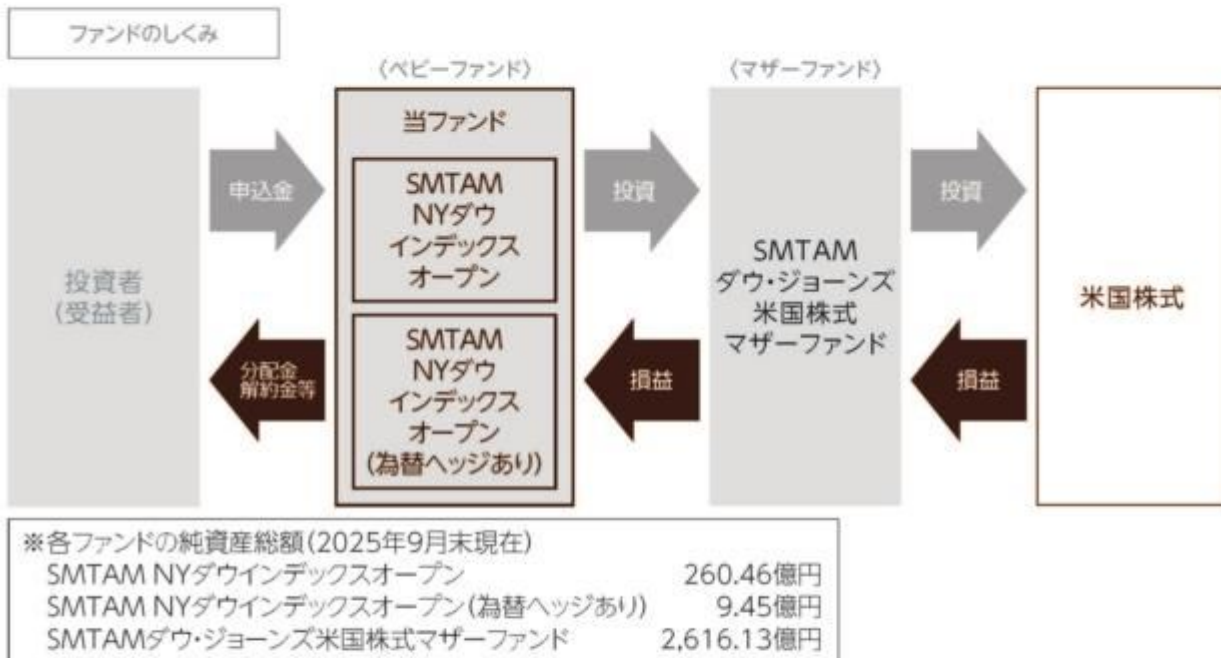 ファンドのしくみ
〈ベビーファンド〉
〈マザーファンド〉
投資者
(受益者)
申込金
分配金
解約金等
当ファンド
SMTAM
NYダウ
インデックス
オープン
SMTAM
NYダウ
インデックス
オープン
(為替ヘッジあり)
投資
損益
SMTAM
ダウ・ジョーンズ
米国株式
マザーファンド
投資
損益
米国株式
※各ファンドの純資産総額(2025年9月末現在)
SMTAM NYダウインデックスオープン 260.46億円
SMTAM NYダウインデックスオープン(為替ヘッジあり) 9.45億円
SMTAMダウ・ジョーンズ米国株式マザーファンド 2,616.13億円